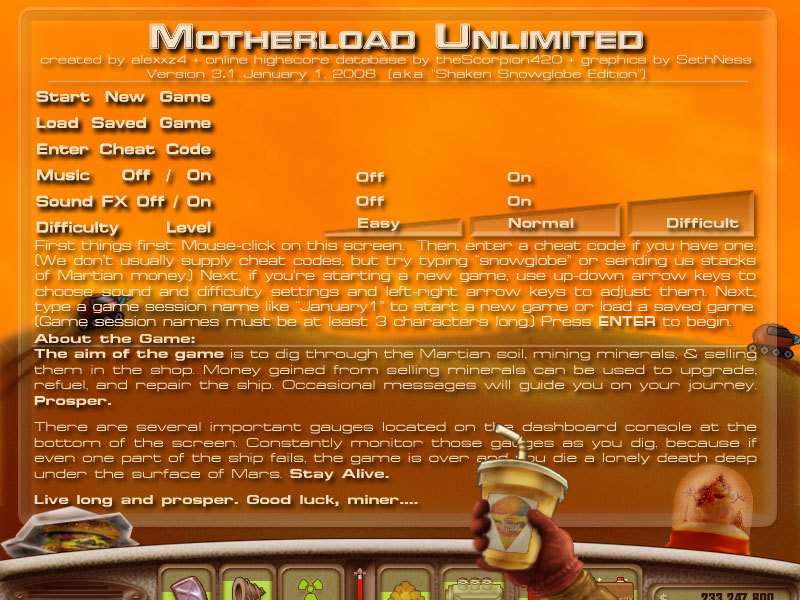 Motherload Unlimited
created by alexxz4 + online highscore database by theScorpion420 + graphics by SethNess
Version 3.1 January 1, 2008 (a.k.a. "Shaken Snowglobe Edition")
Start New Game
Load Saved Game
Enter Cheat Code
Music Off / On Off On
Sound FX Off / On Off On
Difficulty Level Easy Normal Difficult
First things first: Mouse-click on this screen. Then, enter a cheat code if you have one.
(We don't usually supply cheat codes, but try typing "snowglobe" or sending us stacks
of Martian money.) Next, if you're starting a new game, use up-down arrow keys to
choose sound and difficulty settings and left-right arrow keys to adjust them. Next,
type a game session name like "January1" to start a new game or load a saved game.
(Game session names must be at least 3 characters long.) Press ENTER to begin.
About the Game:
The aim of the game is to dig through the Martian soil, mining minerals, & selling
them in the shop. Money gained from selling minerals can be used to upgrade,
refuel, and repair the ship. Occasional messages will guide you on your journey.
Prosper.
There are several important gauges located on the dashboard console at the
bottom of the screen. Constantly monitor those gauges as you dig, because if
even one part of the ship fails, the game is over and you die a lonely death deep
under the surface of Mars. Stay Alive.
Live long and prosper. Good luck, miner....
$ 233,247,800